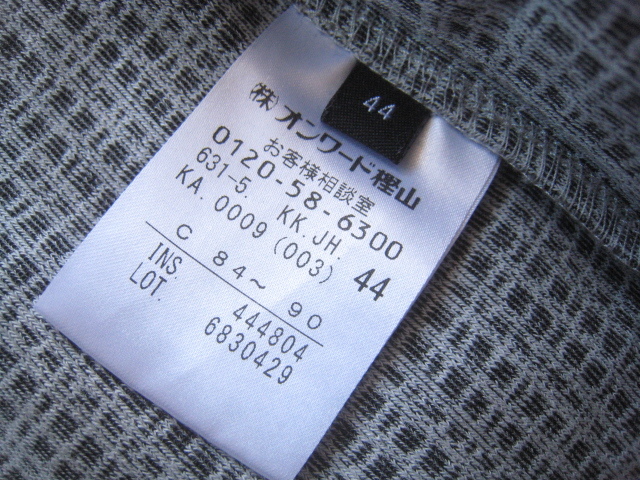 44
(株)オンワード樫山
お客様相談室
0120-58-6300
631-5. KK.JH.
KA. 0009 (003) 44
C 84~ 90
INS. 444804
LOT. 6830429